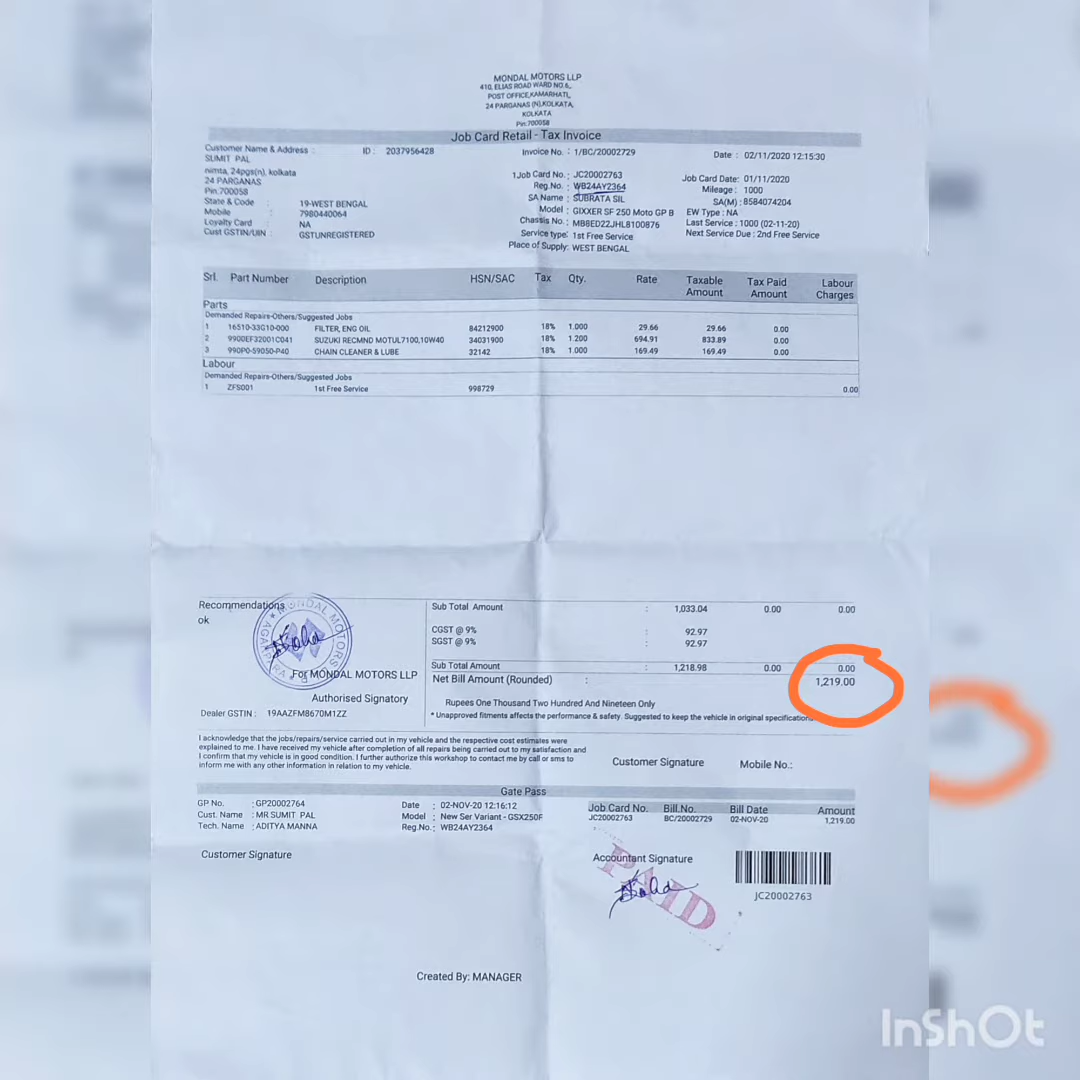 MONDAL MOTORS LLP
410, ELIAS ROAD WARD NO.6,
POST OFFICE,KAMARHATI,
24 PARGANAS (N),KOLKATA,
KOLKATA
Pin:700058
Job Card Retail - Tax Invoice
Customer Name & Address : ID : 2037956428 Invoice No. : 1/BC/20002729 Date : 02/11/2020 12:15:30
SUMIT PAL
nimta, 24pgs(n), kolkata 1Job Card No. : JC20002763 Job Card Date: 01/11/2020
24 PARGANAS Reg.No. : WB24AY2364 Mileage : 1000
Pin:700058 SA Name : SUBRATA SIL SA(M) : 8584074204
State & Code : 19-WEST BENGAL Model : GIXXER SF 250 Moto GP B EW Type : NA
Mobile : 7980440064 Chassis No. : MB8ED22JHL8100876 Last Service : 1000 (02-11-20)
Loyalty Card : NA Service type: 1st Free Service Next Service Due : 2nd Free Service
Cust GSTIN/UIN : GSTUNREGISTERED Place of Supply: WEST BENGAL
Srl. Part Number Description HSN/SAC Tax Qty. Rate Taxable Amount Tax Paid Amount Labour Charges
Parts
Demanded Repairs-Others/Suggested Jobs
1 16510-33G10-000 FILTER, ENG OIL 84212900 18% 1.000 29.66 29.66 0.00
2 990DEF32001C041 SUZUKI RECMND MOTUL7100,10W40 34031900 18% 1.200 694.91 833.89 0.00
3 990P0-59050-P40 CHAIN CLEANER & LUBE 32142 18% 1.000 169.49 169.49 0.00
Labour
Demanded Repairs-Others/Suggested Jobs
1 ZFS001 1st Free Service 998729 0.00
Recommendations Sub Total Amount : 1,033.04 0.00 0.00
ok
CGST @ 9% : 92.97
SGST @ 9% : 92.97
MONDAL MOTORS
Sub Total Amount : 1,218.98 0.00 0.00
For MONDAL MOTORS LLP Net Bill Amount (Rounded) : 1,219.00
Authorised Signatory Rupees One Thousand Two Hundred And Nineteen Only
Dealer GSTIN : 19AAZFM8670M1ZZ * Unapproved fitments affects the performance & safety. Suggested to keep the vehicle in original specification
I acknowledge that the jobs/repairs/service carried out in my vehicle and the respective cost estimates were
explained to me. I have received my vehicle after completion of all repairs being carried out to my satisfaction and
I confirm that my vehicle is in good condition. I further authorize this workshop to contact me by call or sms to
inform me with any other information in relation to my vehicle.
Customer Signature Mobile No.:
Gate Pass
GP No. : GP20002764 Date : 02-NOV-20 12:16:12 Job Card No. Bill.No. Bill Date Amount
Cust. Name : MR SUMIT PAL Model : New Ser Variant - GSX250F JC20002763 BC/20002729 02-NOV-20 1,219.00
Tech. Name : ADITYA MANNA Reg.No.: WB24AY2364
Customer Signature Accountant Signature
PAID
JC20002763
Created By: MANAGER
InShOt